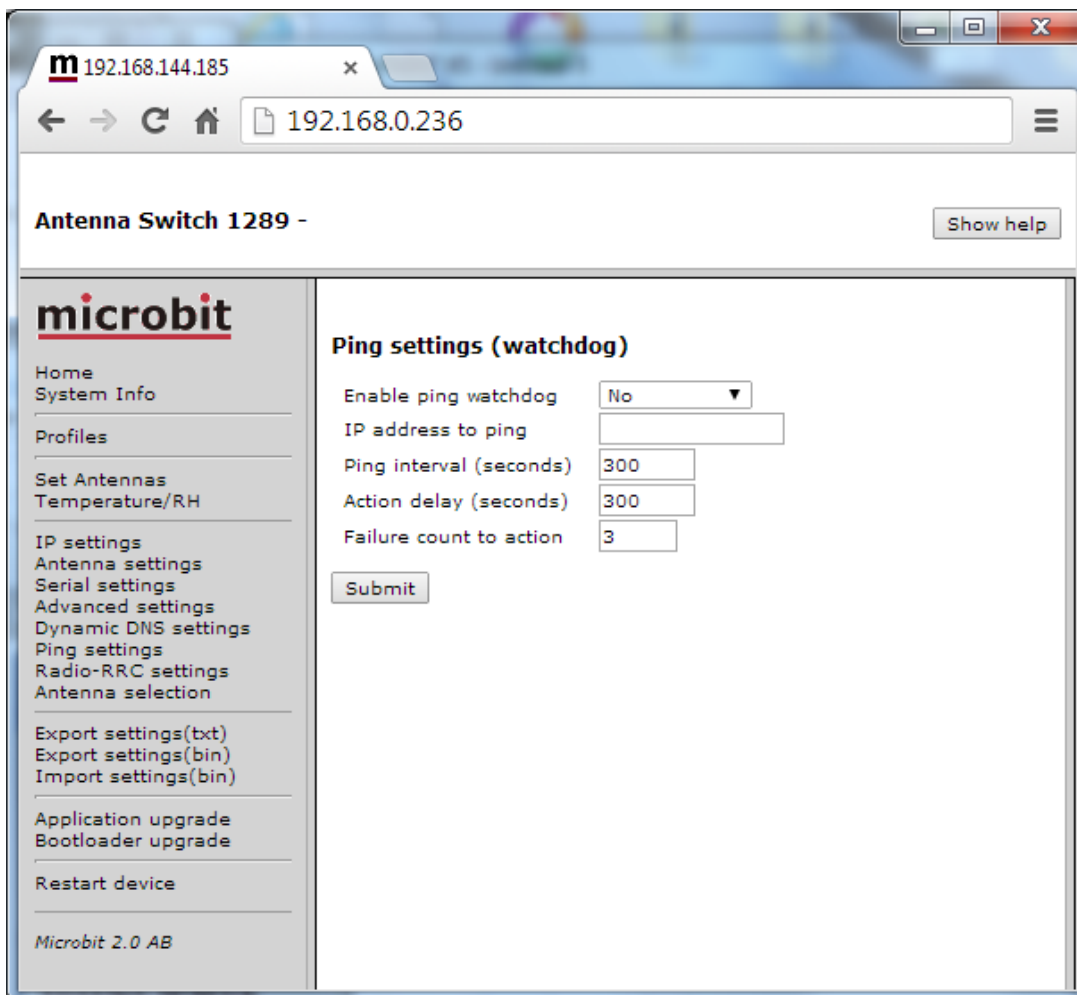 m 192.168.144.185
192.168.0.236
Antenna Switch 1289 -
Show help
microbit
Home
System Info
Profiles
Set Antennas
Temperature/RH
IP settings
Antenna settings
Serial settings
Advanced settings
Dynamic DNS settings
Ping settings
Radio-RRC settings
Antenna selection
Export settings(txt)
Export settings(bin)
Import settings(bin)
Application upgrade
Bootloader upgrade
Restart device
Microbit 2.0 AB
Ping settings (watchdog)
Enable ping watchdog No
IP address to ping
Ping interval (seconds) 300
Action delay (seconds) 300
Failure count to action 3
Submit